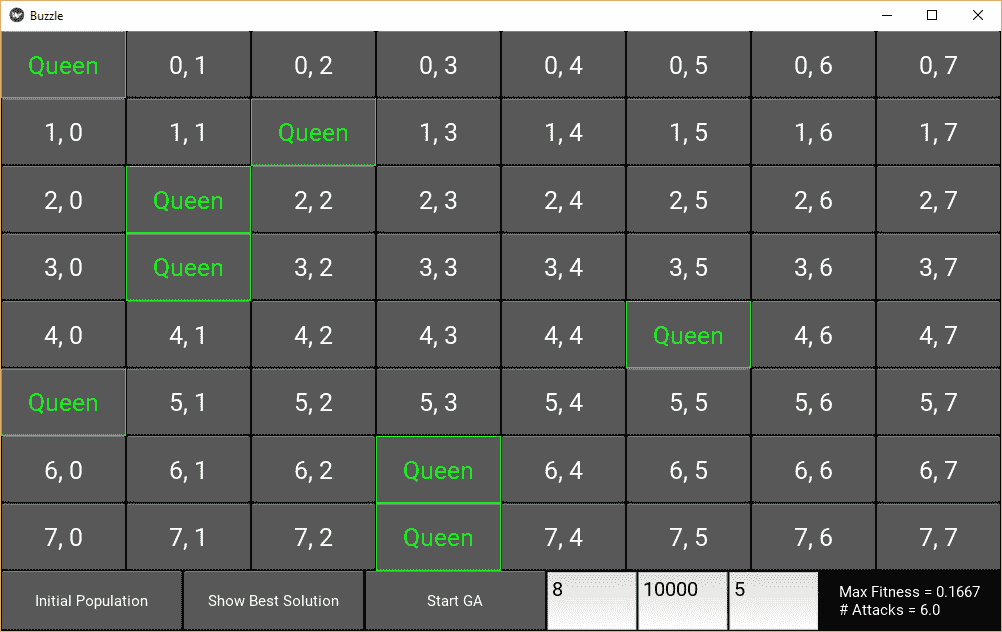 Buzzle
Queen 0, 1 0, 2 0, 3 0, 4 0, 5 0, 6 0, 7
1, 0 1, 1 Queen 1, 3 1, 4 1, 5 1, 6 1, 7
2, 0 Queen 2, 2 2, 3 2, 4 2, 5 2, 6 2, 7
3, 0 Queen 3, 2 3, 3 3, 4 3, 5 3, 6 3, 7
4, 0 4, 1 4, 2 4, 3 4, 4 Queen 4, 6 4, 7
Queen 5, 1 5, 2 5, 3 5, 4 5, 5 5, 6 5, 7
6, 0 6, 1 6, 2 Queen 6, 4 6, 5 6, 6 6, 7
7, 0 7, 1 7, 2 Queen 7, 4 7, 5 7, 6 7, 7
Initial Population Show Best Solution Start GA 8 10000 5
Max Fitness = 0.1667
# Attacks = 6.0